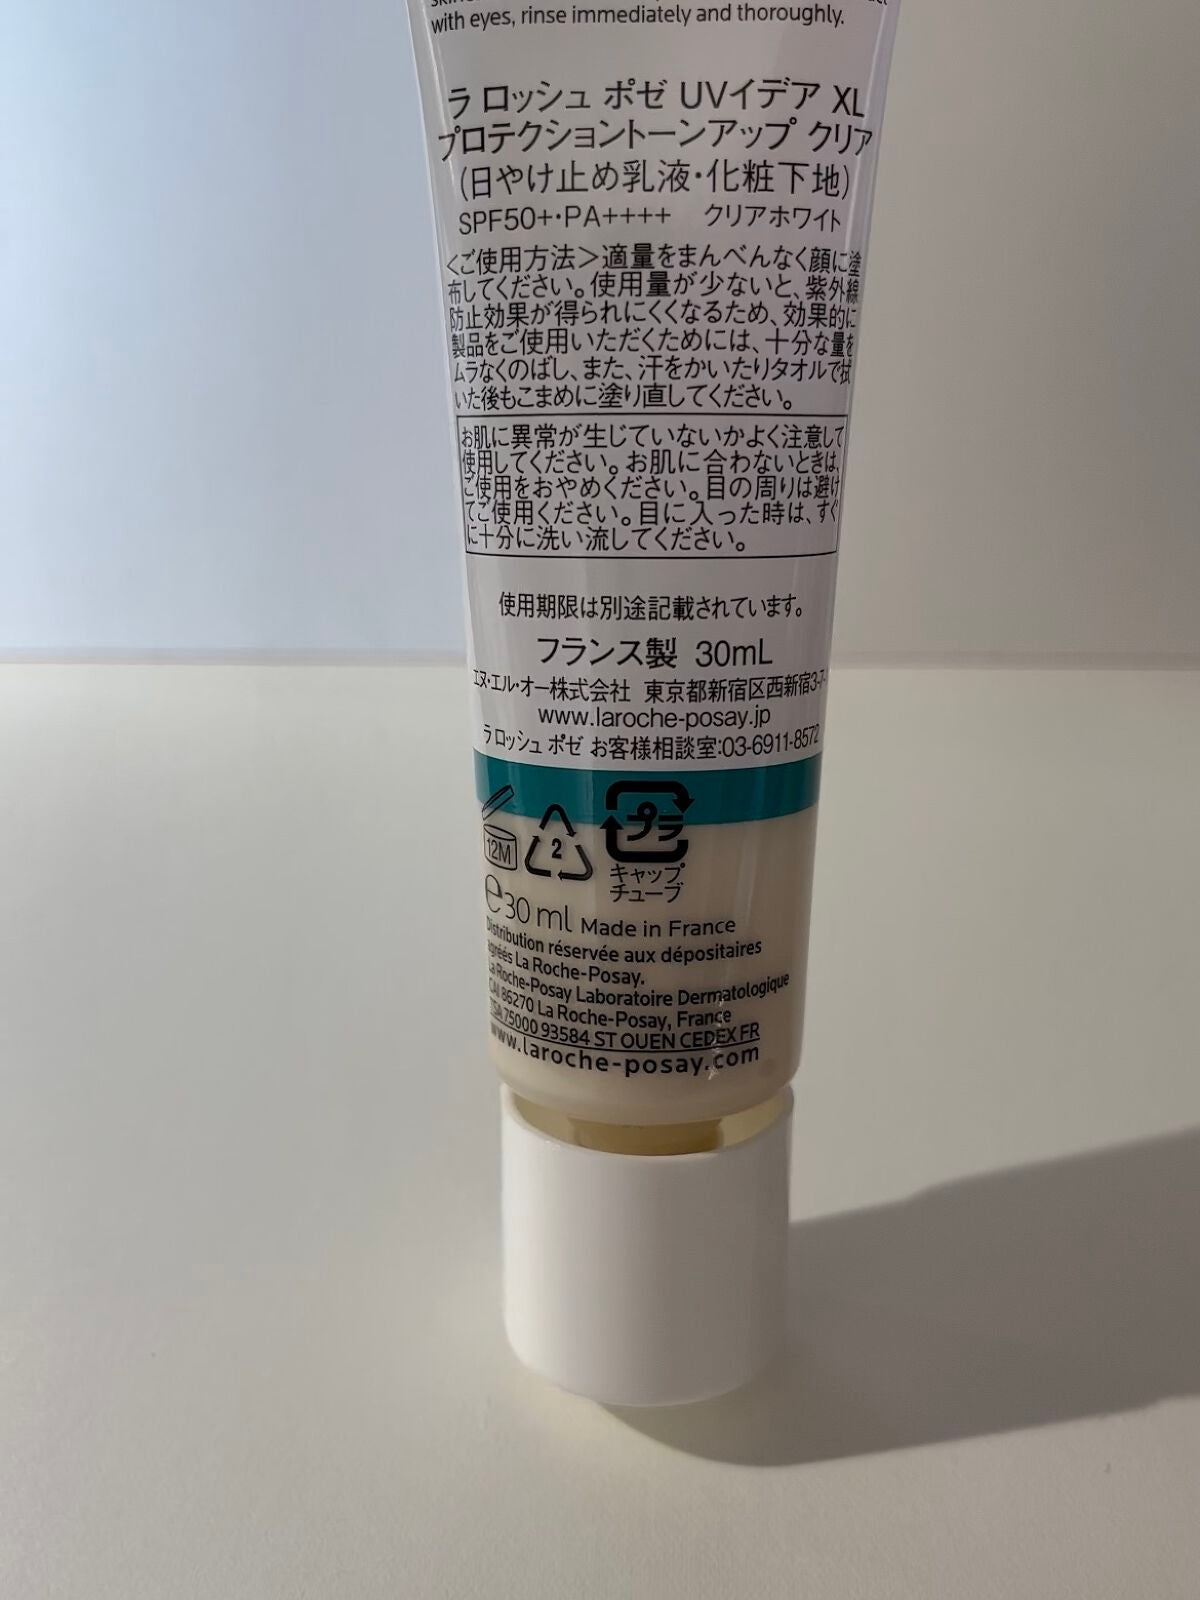 with eyes, rinse immediately and thoroughly.
ラ ロッシュ ポゼ UVイデア XL
プロテクショントーンアップ クリア
(日やけ止め乳液・化粧下地)
SPF50+・PA++++ クリアホワイト
<ご使用方法>適量をまんべんなく顔に塗
布してください。使用量が少ないと、紫外線
防止効果が得られにくくなるため、効果的に
製品をご使用いただくためには、十分な量を
ムラなくのばし、また、汗をかいたりタオルで拭
いた後もこまめに塗り直してください。
お肌に異常が生じていないかよく注意して
使用してください。お肌に合わないときは、
ご使用をおやめください。目の周りは避け
てご使用ください。目に入った時は、すぐ
に十分に洗い流してください。
使用期限は別途記載されています。
フランス製 30mL
エヌ・エル・オー株式会社 東京都新宿区西新宿3-7-
www.laroche-posay.jp
ラ ロッシュ ポゼ お客様相談室:03-6911-8572
12M
2
プラ
キャップ
チューブ
e30 ml Made in France
Distribution réservée aux dépositaires
agréés La Roche-Posay.
La Roche-Posay Laboratoire Dermatologique
CAI 86270 La Roche-Posay, France
TSA 75000 93584 ST OUEN CEDEX FR
www.laroche-posay.com